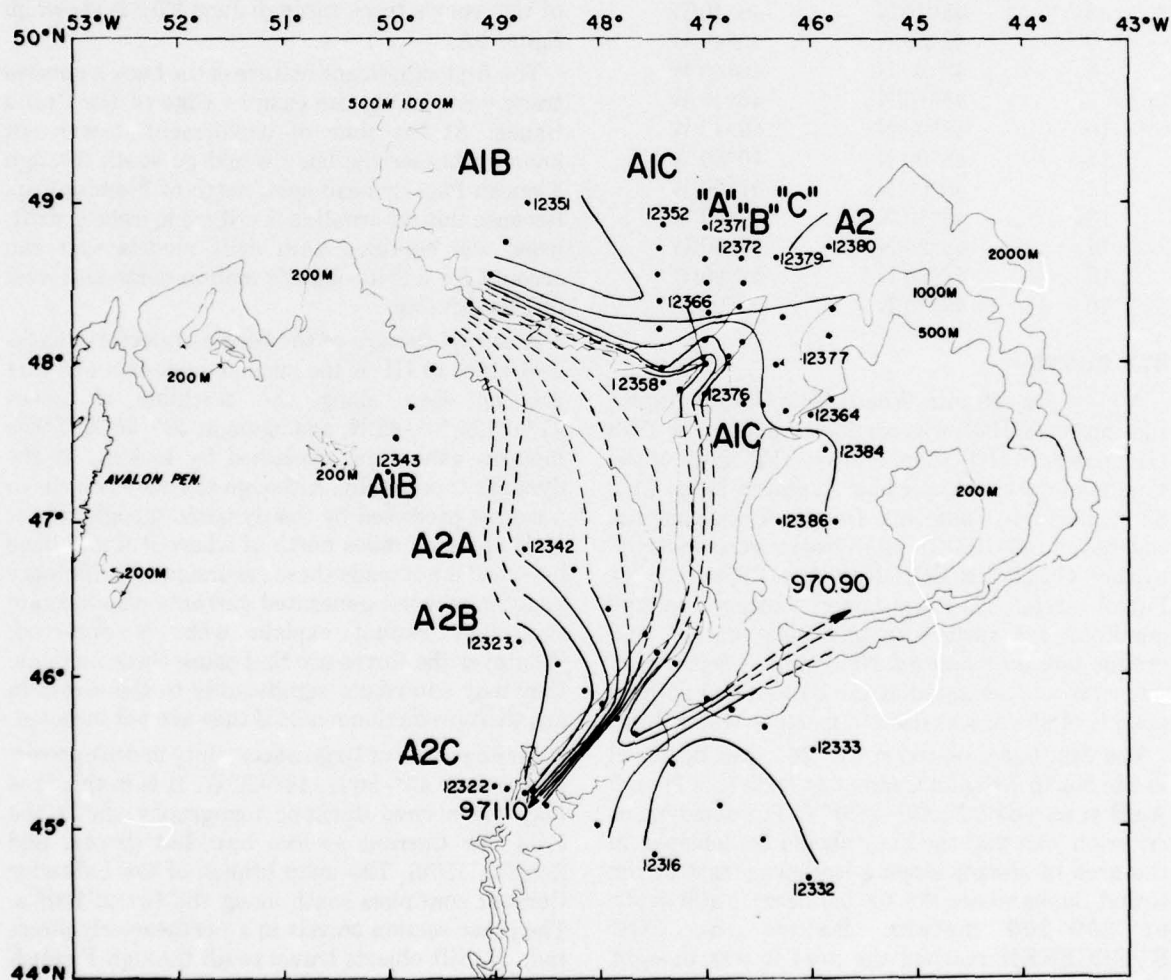 50°N 52 51 50 49 48 47 46 45 44 43°W
500M 1000M
A1B A1C
49 12351 12352 "A" 12371 "B" "C" A2
12372 12379 12380
200M 2000M
12366 1000M
500M
48 12377
200M 12358 12376 12364
A1C
12343 12384
200M A1B 200M
AVALON PEN.
47 A2A 12342 12386
200M 970.90
A2B 12323
46
12333
A2C 12322
971.10
45
12316 12332
44°N